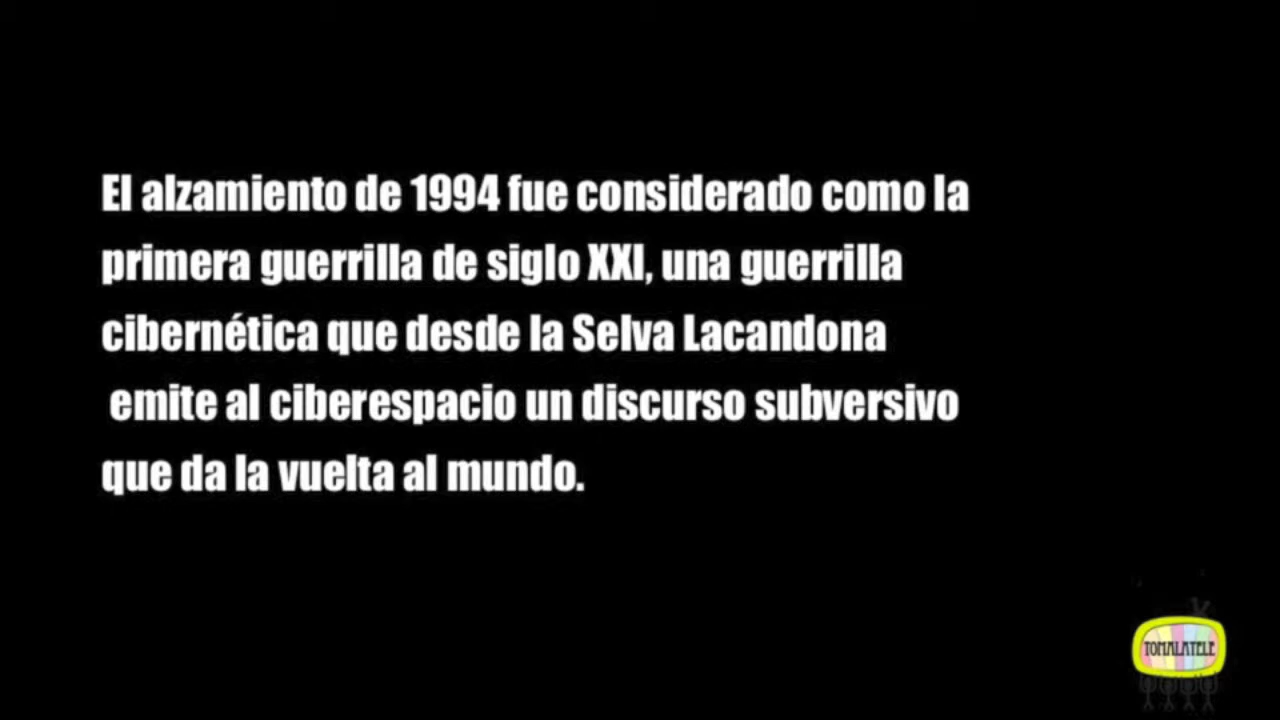 El alzamiento de 1994 fue considerado como la
primera guerrilla de siglo XXI, una guerrilla
cibernética que desde la Selva Lacandona
emite al ciberespacio un discurso subversivo
que da la vuelta al mundo.
TOMALATELE